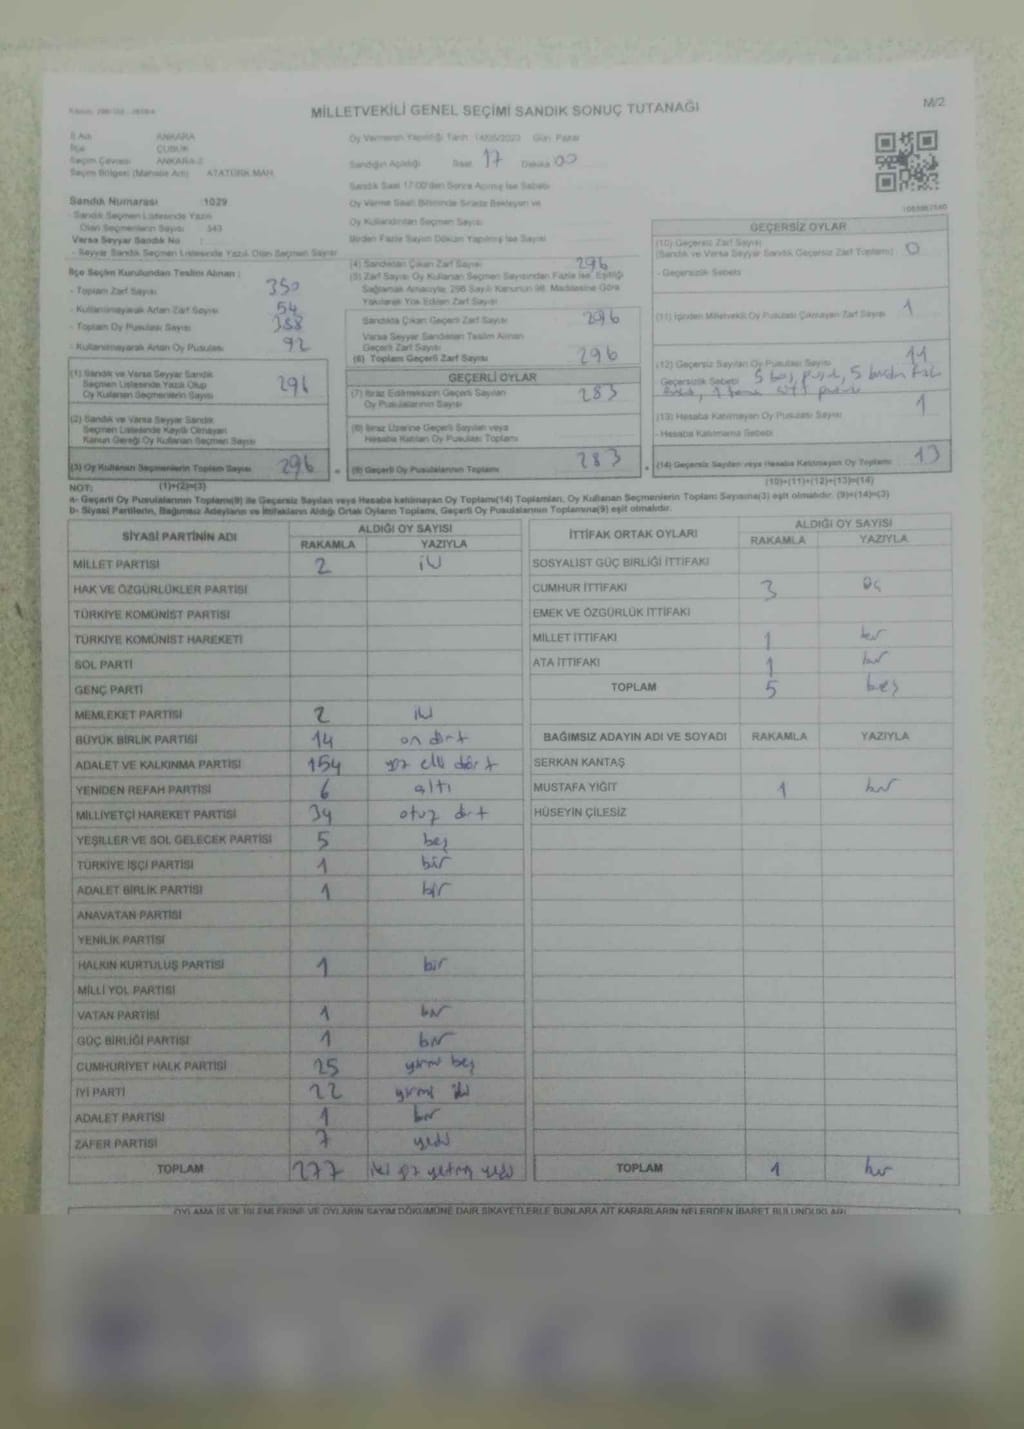 MİLLETVEKİLİ GENEL SEÇİMİ SANDIK SONUÇ TUTANAĞI
M/2
İl Adı ANKARA
İlçe ÇUBUK
Seçim Çevresi ANKARA-2
Seçim Bölgesi (Mahalle Adı) ATATÜRK MAH.
Oy Vermenin Yapıldığı Tarih 14/05/2023 Gün Pazar
Sandığın Açıldığı Saat 17 Dakika 00
Sandık Saat 17:00'den Sonra Açılmış İse Sebebi
Oy Verme Saati Bitiminde Sırada Bekleyen ve
Oy Kullandırılan Seçmen Sayısı
Birden Fazla Sayım Döküm Yapılmış İse Sayısı
Sandık Numarası 1029
- Sandık Seçmen Listesinde Yazılı
Olan Seçmenlerin Sayısı : 343
Varsa Seyyar Sandık No :
- Seyyar Sandık Seçmen Listesinde Yazılı Olan Seçmen Sayısı
İlçe Seçim Kurulundan Teslim Alınan :
- Toplam Zarf Sayısı 350
- Kullanılmayarak Artan Zarf Sayısı 54
- Toplam Oy Pusulası Sayısı 388
- Kullanılmayarak Artan Oy Pusulası 92
(1) Sandık ve Varsa Seyyar Sandık
Seçmen Listesinde Yazılı Olup
Oy Kullanan Seçmenlerin Sayısı 296
(2) Sandık ve Varsa Seyyar Sandık
Seçmen Listesinde Kayıtlı Olmayan
Kanun Gereği Oy Kullanan Seçmen Sayısı
(3) Oy Kullanan Seçmenlerin Toplam Sayısı 296
(1)+(2)=(3)
(4) Sandıktan Çıkan Zarf Sayısı 296
(5) Zarf Sayısı Oy Kullanan Seçmen Sayısından Fazla İse, Eşitliği
Sağlamak Amacıyla, 298 Sayılı Kanunun 98. Maddesine Göre
Yakılarak Yok Edilen Zarf Sayısı
Sandıkta Çıkan Geçerli Zarf Sayısı 296
Varsa Seyyar Sandıktan Teslim Alınan
Geçerli Zarf Sayısı
(6) Toplam Geçerli Zarf Sayısı 296
GEÇERLİ OYLAR
(7) İtiraz Edilmeksizin Geçerli Sayılan
Oy Pusulalarının Sayısı 283
(8) İtiraz Üzerine Geçerli Sayılan veya
Hesaba Katılan Oy Pusulası Toplamı
(9) Geçerli Oy Pusulalarının Toplamı 283
GEÇERSİZ OYLAR
(10) Geçersiz Zarf Sayısı
(Sandık ve Varsa Seyyar Sandık Geçersiz Zarf Toplamı) 0
- Geçersizlik Sebebi
(11) İçinden Milletvekili Oy Pusulası Çıkmayan Zarf Sayısı 1
(12) Geçersiz Sayılan Oy Pusulası Sayısı 11
Geçersizlik Sebebi 5 boş
(13) Hesaba Katılmayan Oy Pusulası Sayısı 1
- Hesaba Katılmama Sebebi
(14) Geçersiz Sayılan veya Hesaba Katılmayan Oy Toplamı 13
(10)+(11)+(12)+(13)=(14)
NOT:
a- Geçerli Oy Pusulalarının Toplamı(9) ile Geçersiz Sayılan veya Hesaba katılmayan Oy Toplamı(14) Toplamları, Oy Kullanan Seçmenlerin Toplam Sayısına(3) eşit olmalıdır. (9)+(14)=(3)
b- Siyasi Partilerin, Bağımsız Adayların ve İttifakların Aldığı Ortak Oyların Toplamı, Geçerli Oy Pusulalarının Toplamına(9) eşit olmalıdır.
SİYASİ PARTİNİN ADI ALDIĞI OY SAYISI
RAKAMLA YAZIYLA
MİLLET PARTİSİ 2 iki
HAK VE ÖZGÜRLÜKLER PARTİSİ
TÜRKİYE KOMÜNİST PARTİSİ
TÜRKİYE KOMÜNİST HAREKETİ
SOL PARTİ
GENÇ PARTİ
MEMLEKET PARTİSİ 2 iki
BÜYÜK BİRLİK PARTİSİ 14 on dört
ADALET VE KALKINMA PARTİSİ 154 yüz elli dört
YENİDEN REFAH PARTİSİ 6 altı
MİLLİYETÇİ HAREKET PARTİSİ 34 otuz dört
YEŞİLLER VE SOL GELECEK PARTİSİ 5 beş
TÜRKİYE İŞÇİ PARTİSİ 1 bir
ADALET BİRLİK PARTİSİ 1 bir
ANAVATAN PARTİSİ
YENİLİK PARTİSİ
HALKIN KURTULUŞ PARTİSİ 1 bir
MİLLİ YOL PARTİSİ
VATAN PARTİSİ 1 bir
GÜÇ BİRLİĞİ PARTİSİ 1 bir
CUMHURİYET HALK PARTİSİ 25 yirmi beş
İYİ PARTİ 22 yirmi iki
ADALET PARTİSİ 1 bir
ZAFER PARTİSİ 7 yedi
TOPLAM 277 iki yüz yetmiş yedi
İTTİFAK ORTAK OYLARI ALDIĞI OY SAYISI
RAKAMLA YAZIYLA
SOSYALİST GÜÇ BİRLİĞİ İTTİFAKI
CUMHUR İTTİFAKI 3 üç
EMEK VE ÖZGÜRLÜK İTTİFAKI
MİLLET İTTİFAKI 1 bir
ATA İTTİFAKI 1 bir
TOPLAM 5 beş
BAĞIMSIZ ADAYIN ADI VE SOYADI RAKAMLA YAZIYLA
SERKAN KANTAŞ
MUSTAFA YİĞİT 1 bir
HÜSEYİN ÇİLESİZ
TOPLAM 1 bir
OYLAMA İŞ VE İŞLEMLERİNE VE OYLARIN SAYIM DÖKÜMÜNE DAİR ŞİKAYETLERLE BUNLARA AİT KARARLARIN NELERDEN İBARET BULUNDUKLARI